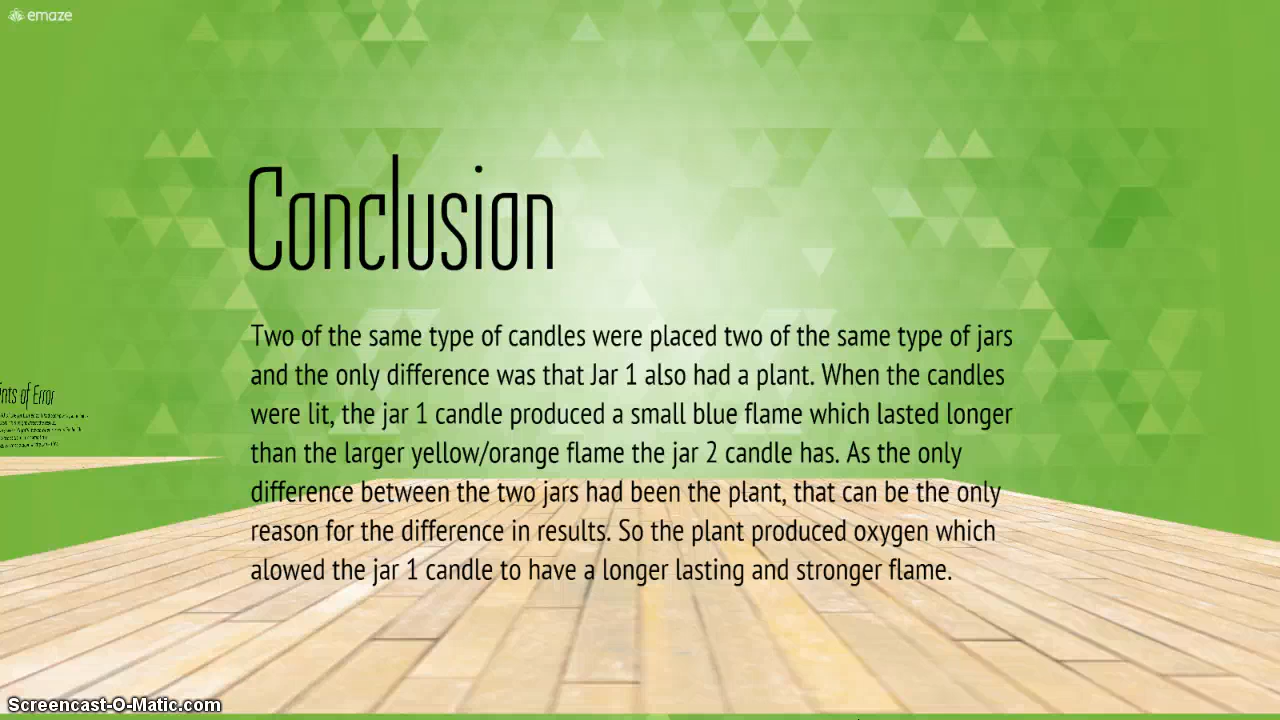 emaze
Conclusion
Two of the same type of candles were placed two of the same type of jars
and the only difference was that Jar 1 also had a plant. When the candles
were lit, the jar 1 candle produced a small blue flame which lasted longer
than the larger yellow/orange flame the jar 2 candle has. As the only
difference between the two jars had been the plant, that can be the only
reason for the difference in results. So the plant produced oxygen which
alowed the jar 1 candle to have a longer lasting and stronger flame.
of Error
Screencast-O-Matic.com